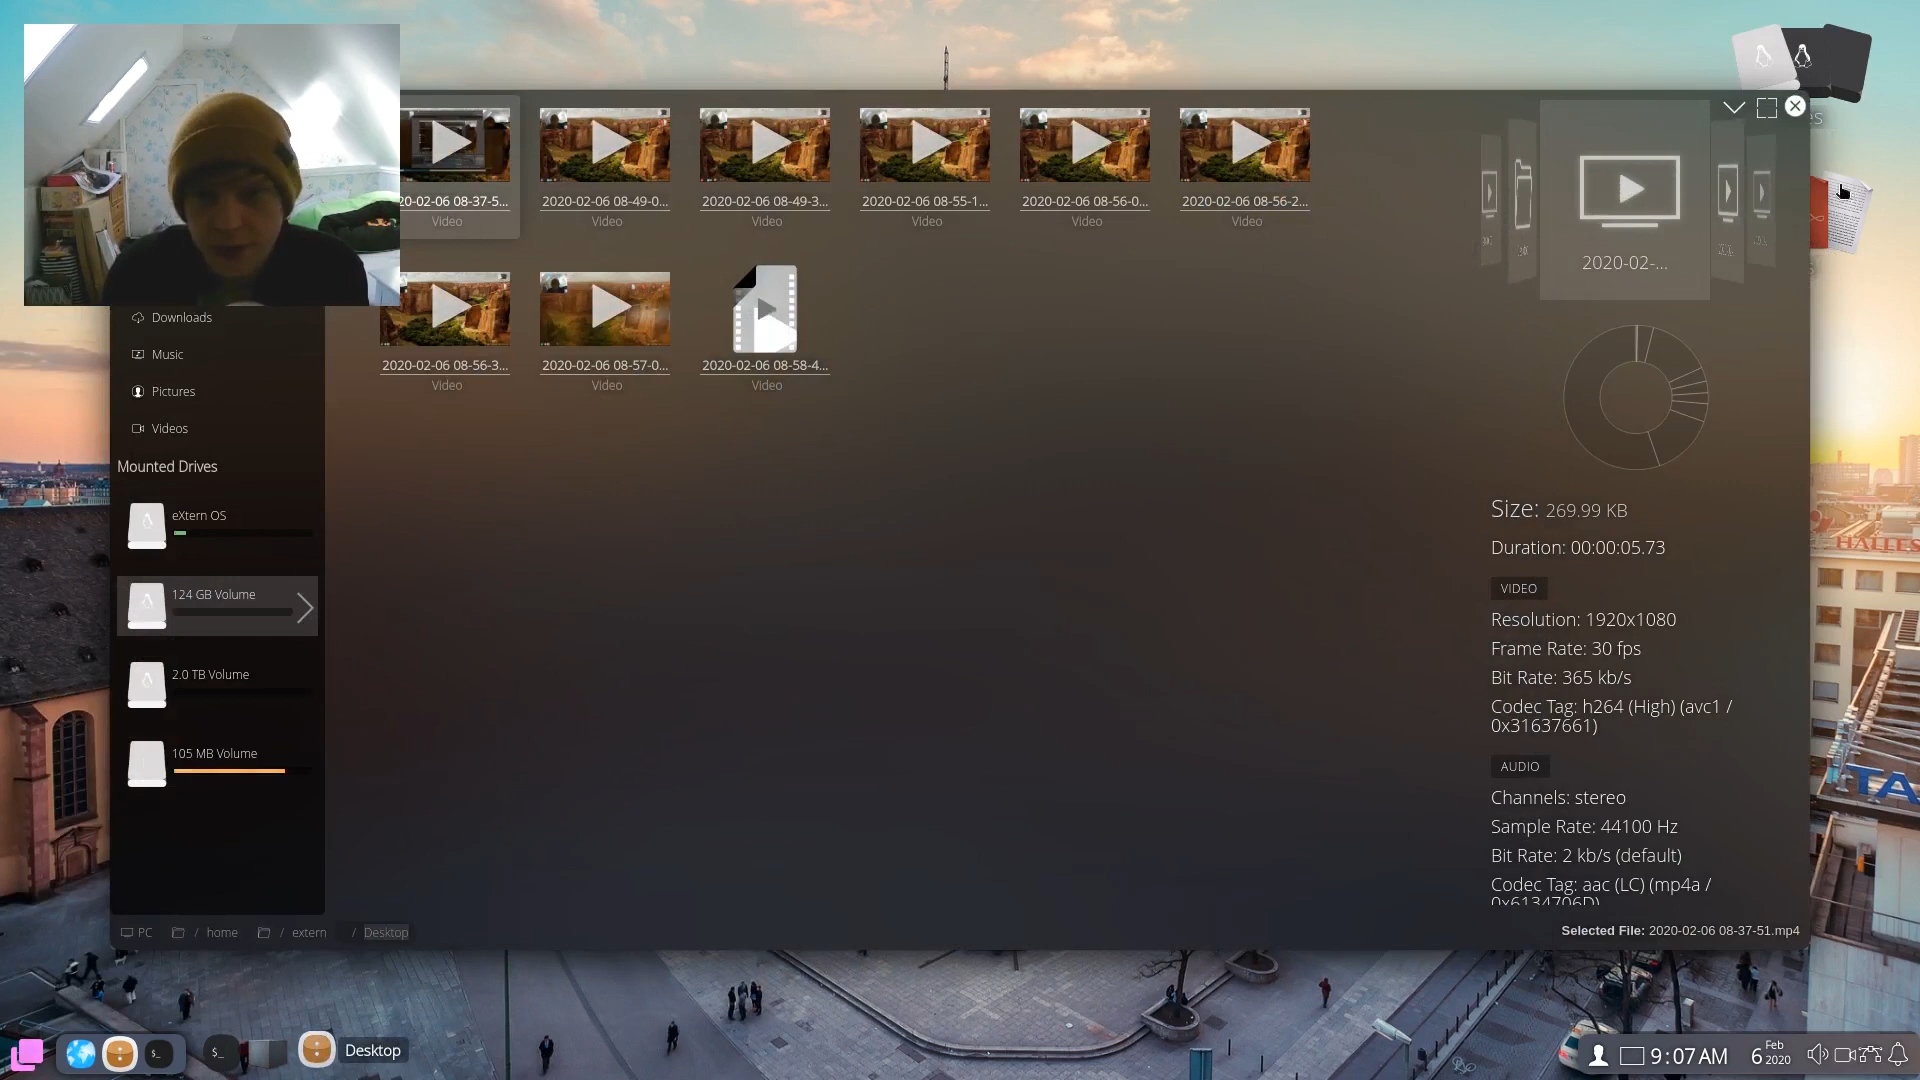 20-02-06 08-37-5...
2020-02-06 08-49-0...
2020-02-06 08-49-3...
2020-02-06 08-55-1...
2020-02-06 08-56-0...
2020-02-06 08-56-2...
Video
Video
Video
Video
Video
Video
2020-02-06 08-56-3...
2020-02-06 08-57-0...
2020-02-06 08-58-4...
Video
Video
Video
Downloads
Music
Pictures
Videos
Mounted Drives
eXtern OS
124 GB Volume
2.0 TB Volume
105 MB Volume
2020-02-...
Size: 269.99 KB
Duration: 00:00:05.73
VIDEO
Resolution: 1920x1080
Frame Rate: 30 fps
Bit Rate: 365 kb/s
Codec Tag: h264 (High) (avc1 /
0x31637661)
AUDIO
Channels: stereo
Sample Rate: 44100 Hz
Bit Rate: 2 kb/s (default)
Codec Tag: aac (LC) (mp4a /
0x6134706D)
HALLES
TA
PC / home / extern / Desktop
Selected File: 2020-02-06 08-37-51.mp4
$_
$_
Desktop
9:07AM
6 Feb 2020